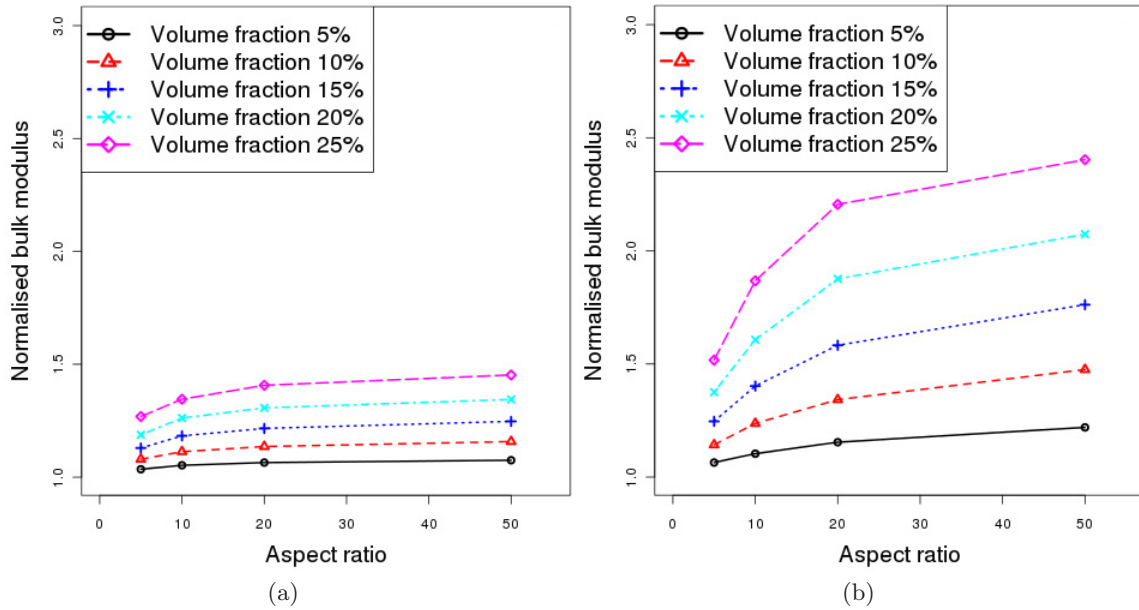 Normalised bulk modulus
3.0
2.5
2.0
1.5
1.0
Volume fraction 5%
Volume fraction 10%
Volume fraction 15%
Volume fraction 20%
Volume fraction 25%
0 10 20 30 40 50
Aspect ratio
(a)
Normalised bulk modulus
3.0
2.5
2.0
1.5
1.0
Volume fraction 5%
Volume fraction 10%
Volume fraction 15%
Volume fraction 20%
Volume fraction 25%
0 10 20 30 40 50
Aspect ratio
(b)